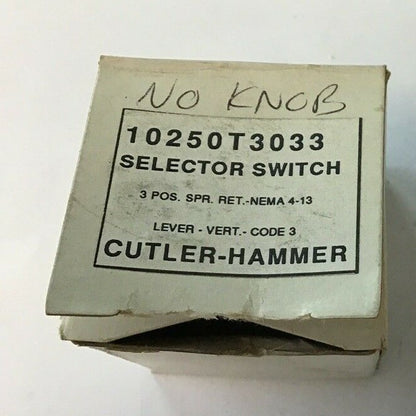 NO KNOB
10250T3033
SELECTOR SWITCH
3 POS. SPR. RET.-NEMA 4-13
LEVER - VERT.- CODE 3
CUTLER-HAMMER